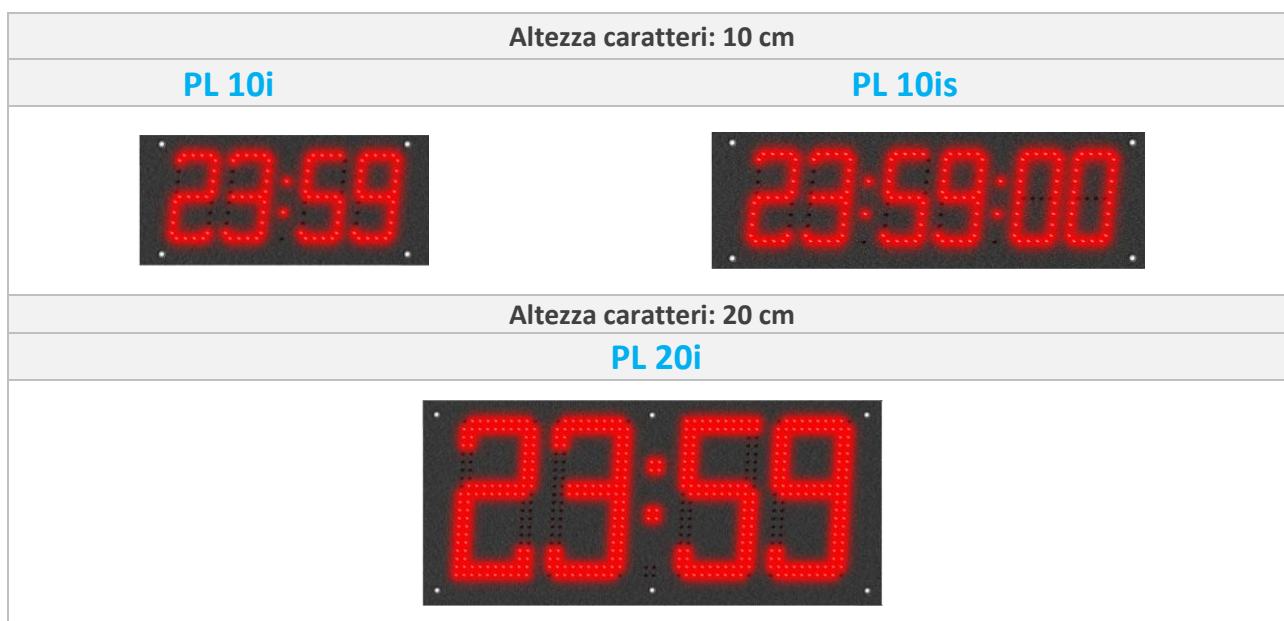 Altezza caratteri: 10 cm
PL 10i PL 10is
23:59 23:59:00
Altezza caratteri: 20 cm
PL 20i
23:59